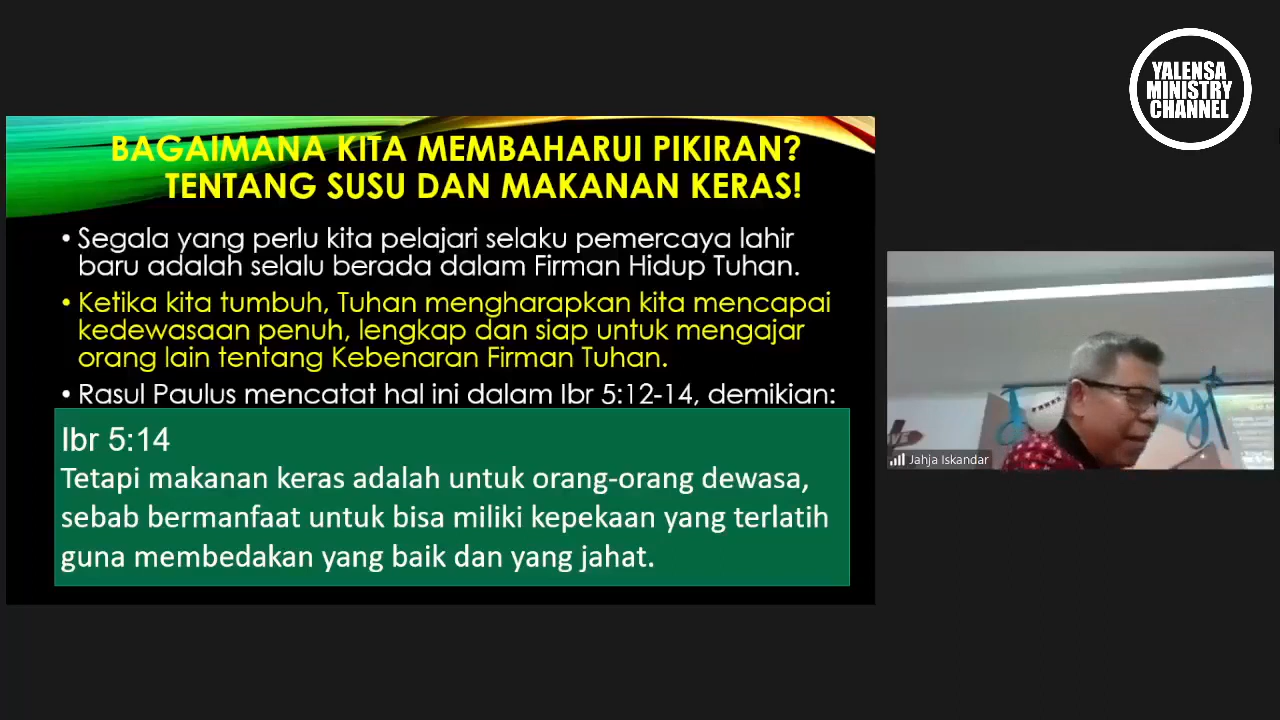 YALENSA
MINISTRY
CHANNEL
BAGAIMANA KITA MEMBAHARUI PIKIRAN?
TENTANG SUSU DAN MAKANAN KERAS!
• Segala yang perlu kita pelajari selaku pemercaya lahir
baru adalah selalu berada dalam Firman Hidup Tuhan.
• Ketika kita tumbuh, Tuhan mengharapkan kita mencapai
kedewasaan penuh, lengkap dan siap untuk mengajar
orang lain tentang Kebenaran Firman Tuhan.
• Rasul Paulus mencatat hal ini dalam Ibr 5:12-14, demikian:
Ibr 5:14
Tetapi makanan keras adalah untuk orang-orang dewasa,
sebab bermanfaat untuk bisa miliki kepekaan yang terlatih
guna membedakan yang baik dan yang jahat.
Jahja Iskandar